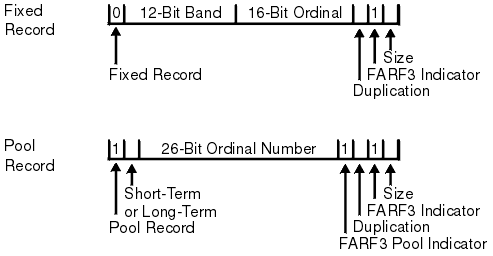 Fixed
Record
0 12-Bit Band 16-Bit Ordinal 1
Size
Fixed Record
FARF3 Indicator
Duplication
Pool
Record
1 26-Bit Ordinal Number 1 1
Short-Term
or Long-Term
Pool Record
Size
FARF3 Indicator
Duplication
FARF3 Pool Indicator